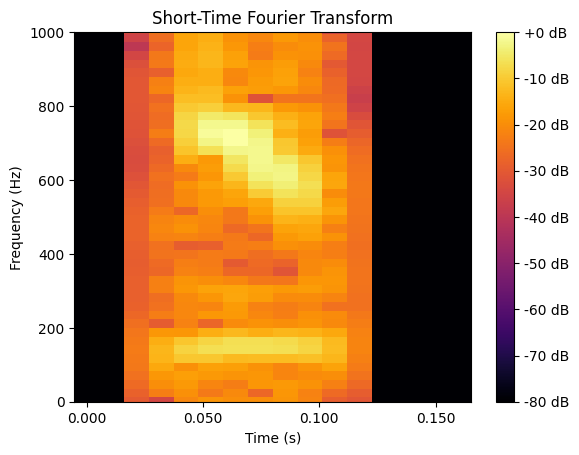 Short-Time Fourier Transform
1000
800
600
400
200
0
Frequency (Hz)
0.000
0.050
0.100
0.150
Time (s)
+0 dB
-10 dB
-20 dB
-30 dB
-40 dB
-50 dB
-60 dB
-70 dB
-80 dB